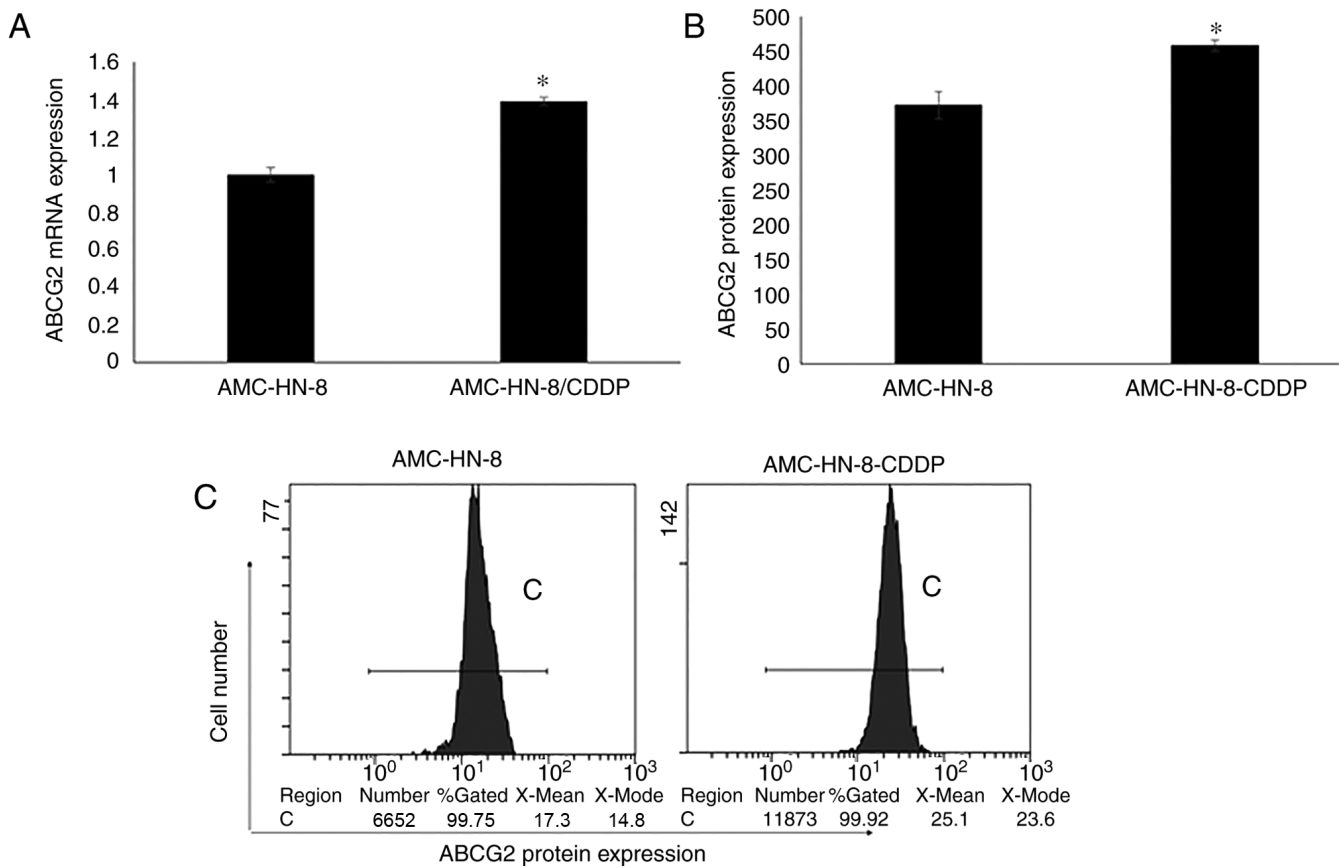 A
ABCG2 mRNA expression
1.6
1.4
1.2
1
0.8
0.6
0.4
0.2
0
*
AMC-HN-8
AMC-HN-8/CDDP
B
ABCG2 protein expression
500
450
400
350
300
250
200
150
100
50
0
*
AMC-HN-8
AMC-HN-8-CDDP
C
Cell number
AMC-HN-8
77
C
10⁰ 10¹ 10² 10³
Region Number %Gated X-Mean X-Mode
C 6652 99.75 17.3 14.8
AMC-HN-8-CDDP
142
C
10⁰ 10¹ 10² 10³
Region Number %Gated X-Mean X-Mode
C 11873 99.92 25.1 23.6
ABCG2 protein expression